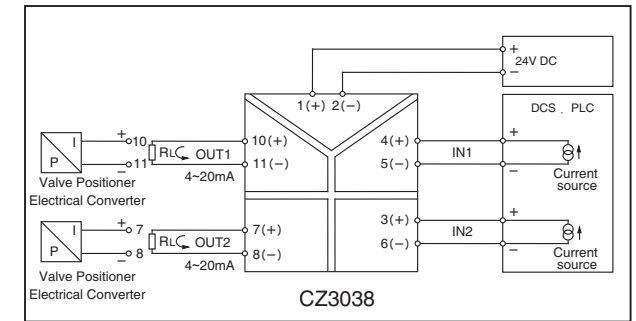 +
24V DC
−
1(+) 2(−)
DCS 、PLC
I
P
+
10
11
−
RL OUT1
4~20mA
10(+)
11(−)
4(+)
5(−)
IN1
+
−
Current
source
Valve Positioner
Electrical Converter
I
P
+
7
8
−
RL OUT2
4~20mA
7(+)
8(−)
3(+)
6(−)
IN2
+
−
Current
source
Valve Positioner
Electrical Converter
CZ3038